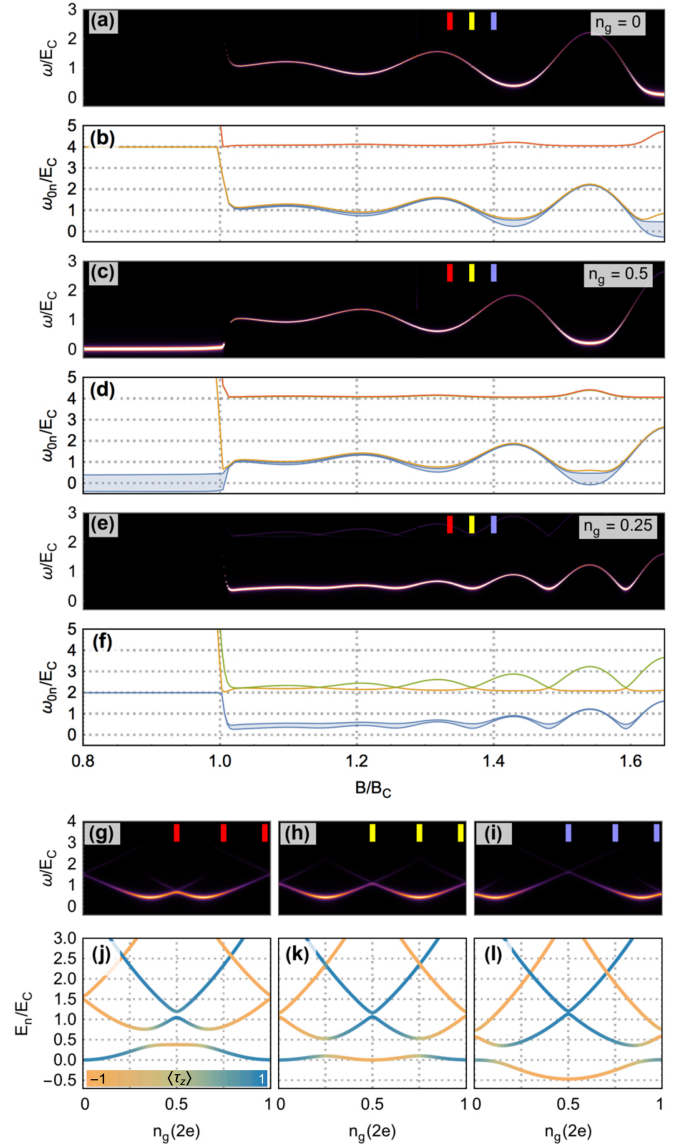 (a)
n_g = 0
3
2
1
0
ω/E_C
(b)
5
4
3
2
1
0
ω_0n/E_C
(c)
n_g = 0.5
3
2
1
0
ω/E_C
(d)
5
4
3
2
1
0
ω_0n/E_C
(e)
n_g = 0.25
3
2
1
0
ω/E_C
(f)
5
4
3
2
1
0
ω_0n/E_C
0.8 1.0 1.2 1.4 1.6
B/B_C
(g) (h) (i)
4
3
2
1
0
ω/E_C
(j) (k) (l)
3.0
2.5
2.0
1.5
1.0
0.5
0.0
-0.5
E_n/E_C
−1 ⟨τ_z⟩ 1
0 0.5 1 0 0.5 1 0 0.5 1
n_g(2e) n_g(2e) n_g(2e)